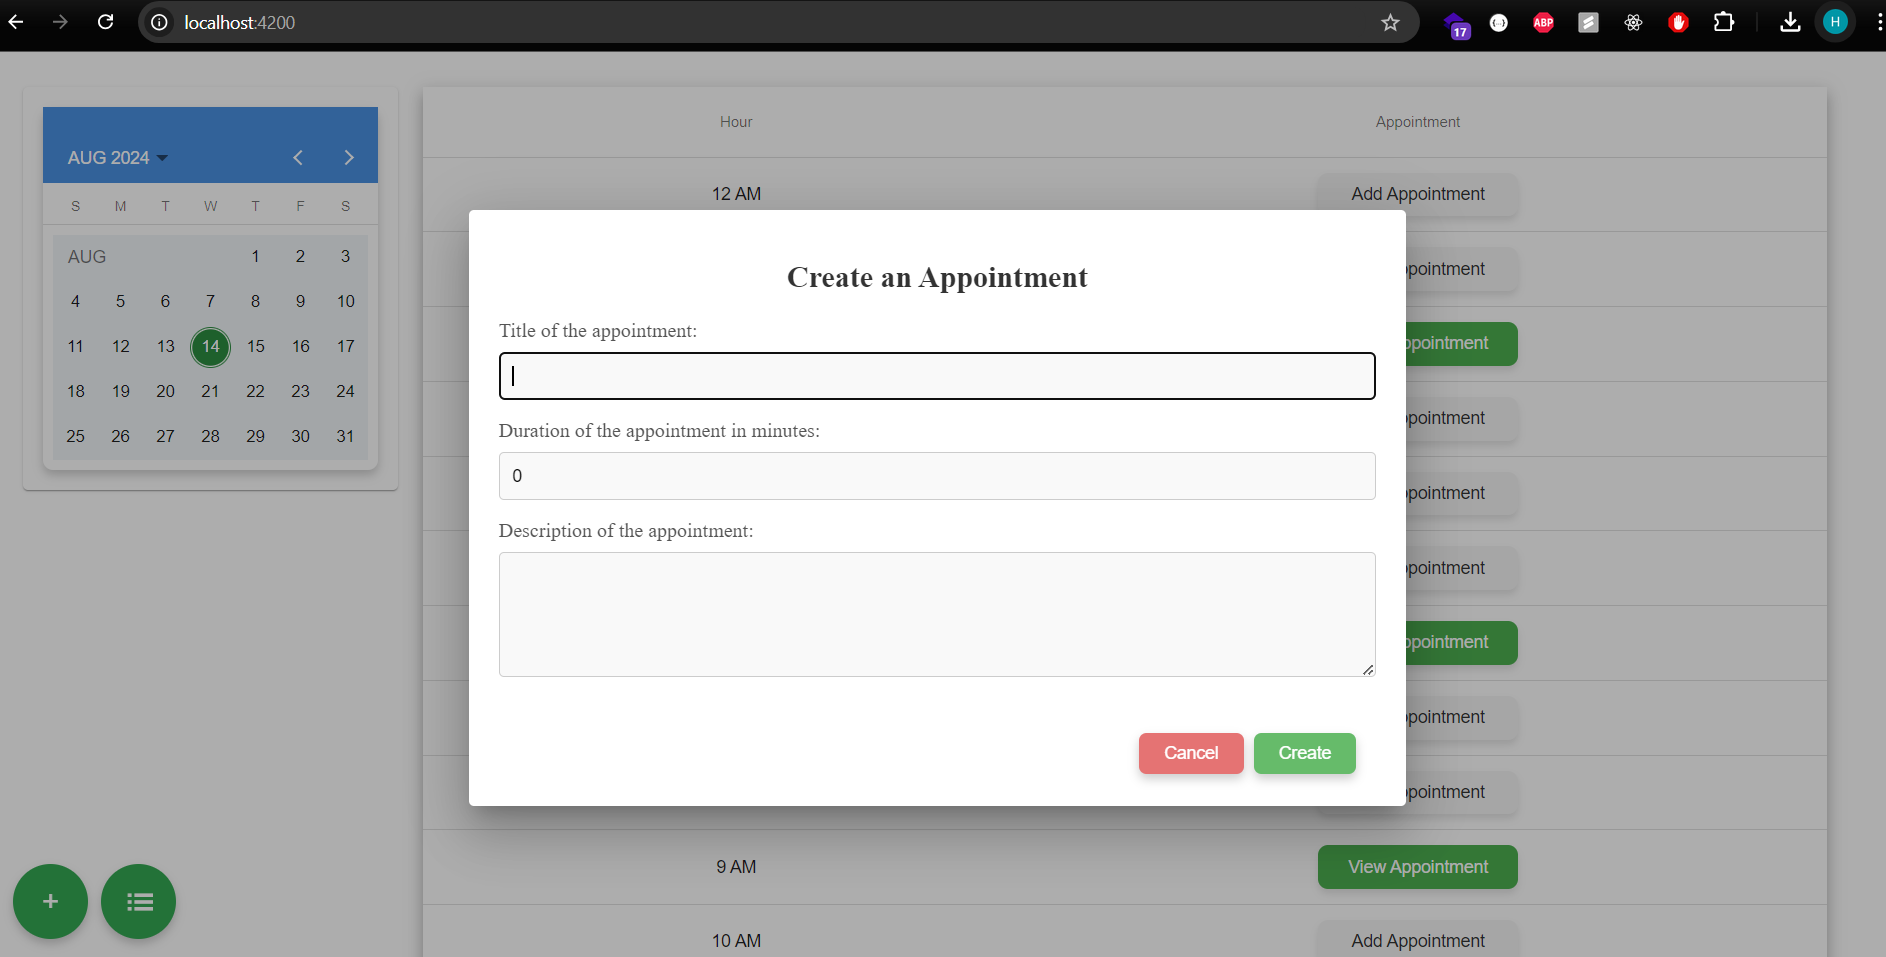 localhost:4200
17
ABP
H
AUG 2024
S M T W T F S
AUG 1 2 3
4 5 6 7 8 9 10
11 12 13 14 15 16 17
18 19 20 21 22 23 24
25 26 27 28 29 30 31
Hour Appointment
12 AM Add Appointment
ppointment
ppointment
ppointment
ppointment
ppointment
ppointment
ppointment
ppointment
9 AM View Appointment
10 AM Add Appointment
Create an Appointment
Title of the appointment:
Duration of the appointment in minutes:
0
Description of the appointment:
Cancel Create
+